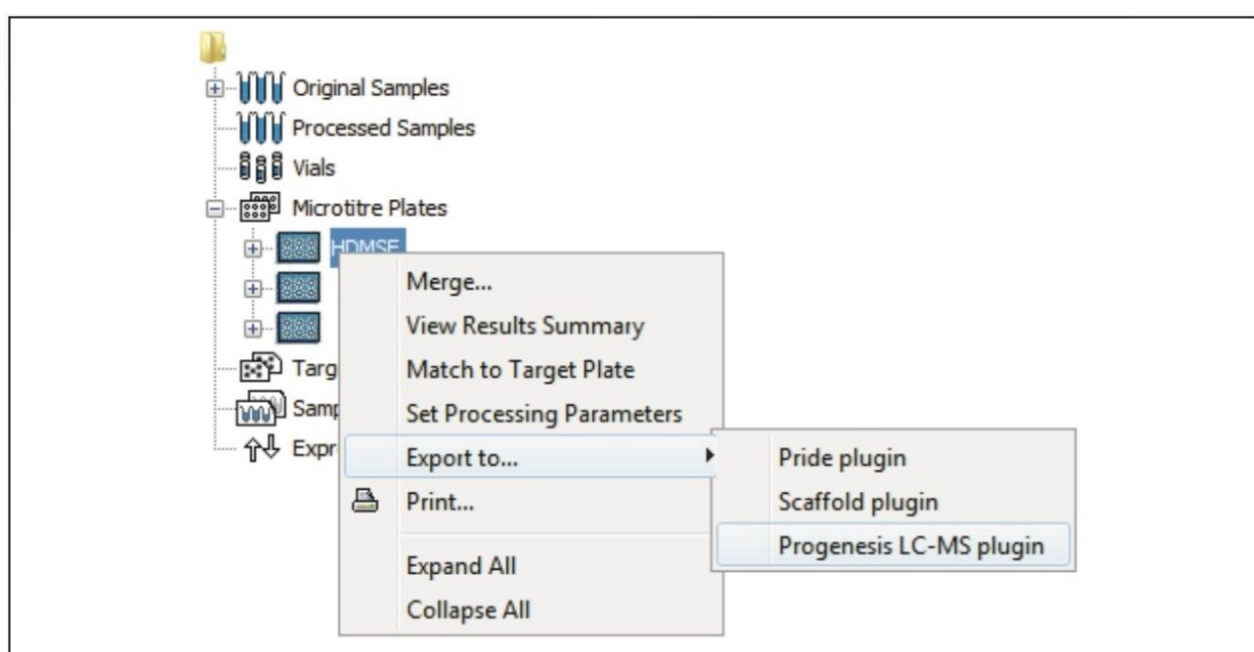 Original Samples
Processed Samples
Vials
Microtitre Plates
HDMSE
Merge...
View Results Summary
Match to Target Plate
Set Processing Parameters
Export to...
Print...
Expand All
Collapse All
Pride plugin
Scaffold plugin
Progenesis LC-MS plugin